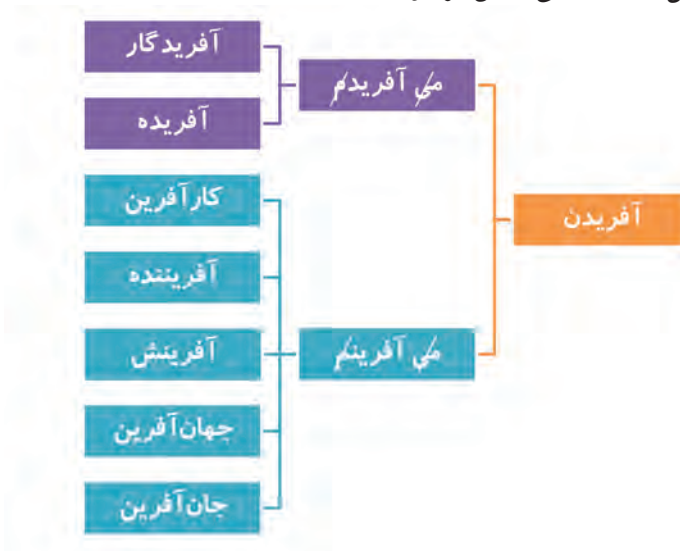 آفریدن
می آفریدم
آفریدگار
آفریده
می آفرینم
کارآفرین
آفریننده
آفرینش
جهان‌آفرین
جان‌آفرین